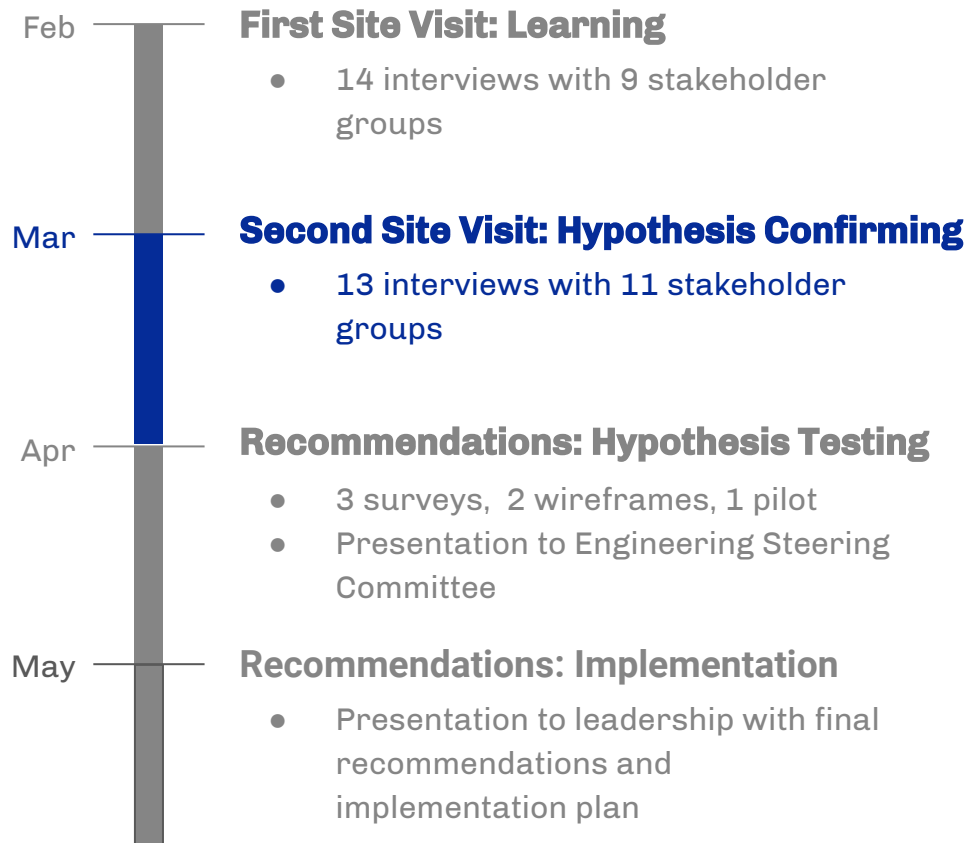 Feb
First Site Visit: Learning
● 14 interviews with 9 stakeholder
groups
Mar
Second Site Visit: Hypothesis Confirming
● 13 interviews with 11 stakeholder
groups
Apr
Recommendations: Hypothesis Testing
● 3 surveys,  2 wireframes, 1 pilot
● Presentation to Engineering Steering
Committee
May
Recommendations: Implementation
● Presentation to leadership with final
recommendations and
implementation plan